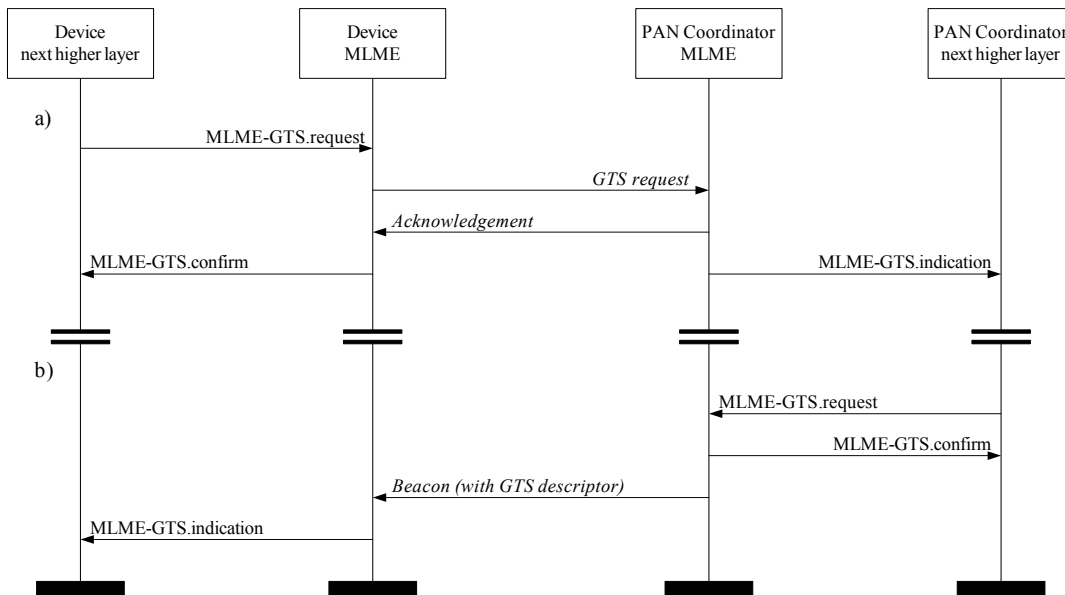 Device
next higher layer
Device
MLME
PAN Coordinator
MLME
PAN Coordinator
next higher layer
a)
MLME-GTS.request
GTS request
Acknowledgement
MLME-GTS.confirm
MLME-GTS.indication
b)
MLME-GTS.request
MLME-GTS.confirm
Beacon (with GTS descriptor)
MLME-GTS.indication